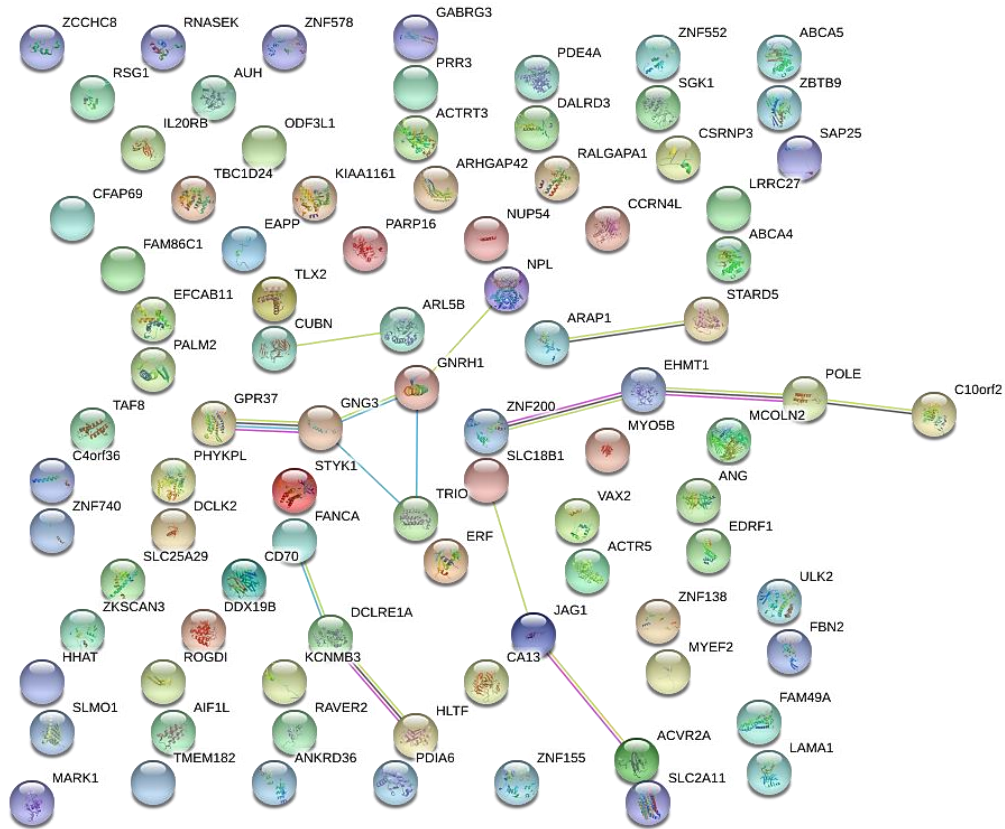 ZCCHC8
RNASEK
ZNF578
GABRG3
ZNF552
ABCA5
PDE4A
PRR3
RSG1
AUH
SGK1
ZBTB9
DALRD3
ACTRT3
IL20RB
ODF3L1
CSRNP3
SAP25
RALGAPA1
ARHGAP42
TBC1D24
KIAA1161
LRRC27
CFAP69
CCRN4L
NUP54
PARP16
EAPP
ABCA4
FAM86C1
NPL
TLX2
EFCAB11
STARD5
ARL5B
ARAP1
CUBN
PALM2
GNRH1
EHMT1
POLE
C10orf2
TAF8
GPR37
GNG3
ZNF200
MCOLN2
MYO5B
C4orf36
PHYKPL
STYK1
SLC18B1
ANG
TRIO
VAX2
ZNF740
DCLK2
FANCA
EDRF1
ERF
ACTR5
SLC25A29
CD70
ULK2
ZKSCAN3
DDX19B
DCLRE1A
JAG1
ZNF138
FBN2
MYEF2
HHAT
ROGDI
KCNMB3
CA13
FAM49A
SLMO1
AIF1L
RAVER2
HLTF
ACVR2A
LAMA1
TMEM182
ANKRD36
PDIA6
ZNF155
MARK1
SLC2A11